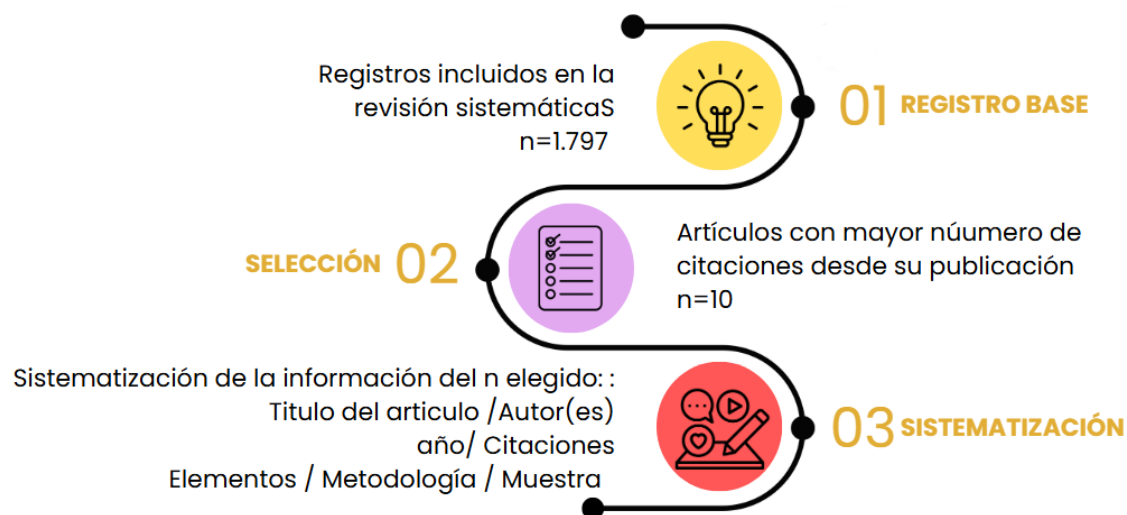 Registros incluidos en la
revisión sistemáticaS
n=1.797
01 REGISTRO BASE
SELECCIÓN 02
Artículos con mayor núumero de
citaciones desde su publicación
n=10
Sistematización de la información del n elegido: :
Titulo del articulo /Autor(es)
año/ Citaciones
Elementos / Metodología / Muestra
03 SISTEMATIZACIÓN